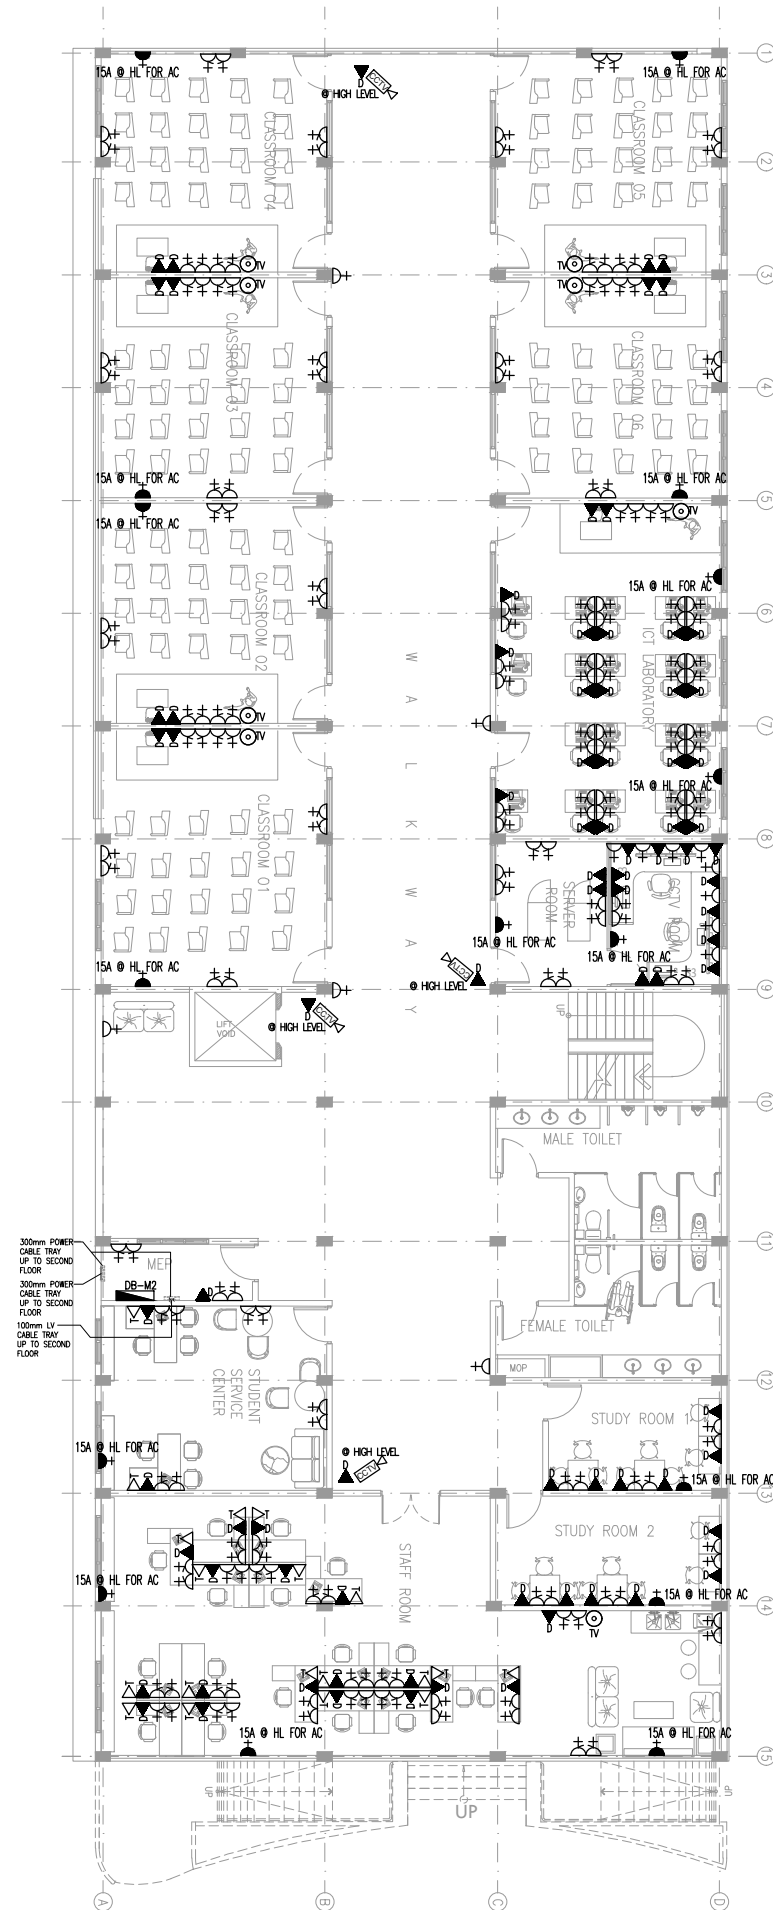 1
15A @ HL FOR AC
15A @ HL FOR AC
D
CCTV
@ HIGH LEVEL
CLASSROOM 04
CLASSROOM 05
2
TV
TV
3
TV
TV
CLASSROOM 03
CLASSROOM 06
4
15A @ HL FOR AC
15A @ HL FOR AC
5
15A @ HL FOR AC
TV
15A @ HL FOR AC
CLASSROOM 02
6
ICT LABORATORY
WALKWAY
TV
7
TV
15A @ HL FOR AC
CLASSROOM 01
8
SERVER
ROOM
CCTV ROOM
15A @ HL FOR AC
15A @ HL FOR AC
15A @ HL FOR AC
CCTV
D
@ HIGH LEVEL
9
D
CCTV
@ HIGH LEVEL
LIFT
VOID
UP
10
MALE TOILET
11
300mm POWER
CABLE TRAY
UP TO SECOND
FLOOR
300mm POWER
CABLE TRAY
UP TO SECOND
FLOOR
100mm LV
CABLE TRAY
UP TO SECOND
FLOOR
MEP
DB-M2
FEMALE TOILET
MOP
12
STUDENT
SERVICE
CENTER
STUDY ROOM 1
15A @ HL FOR AC
@ HIGH LEVEL
D
CCTV
15A @ HL FOR AC
13
STUDY ROOM 2
STAFF ROOM
15A @ HL FOR AC
15A @ HL FOR AC
14
TV
15A @ HL FOR AC
15A @ HL FOR AC
15
UP
UP
UP
A
B
C
D